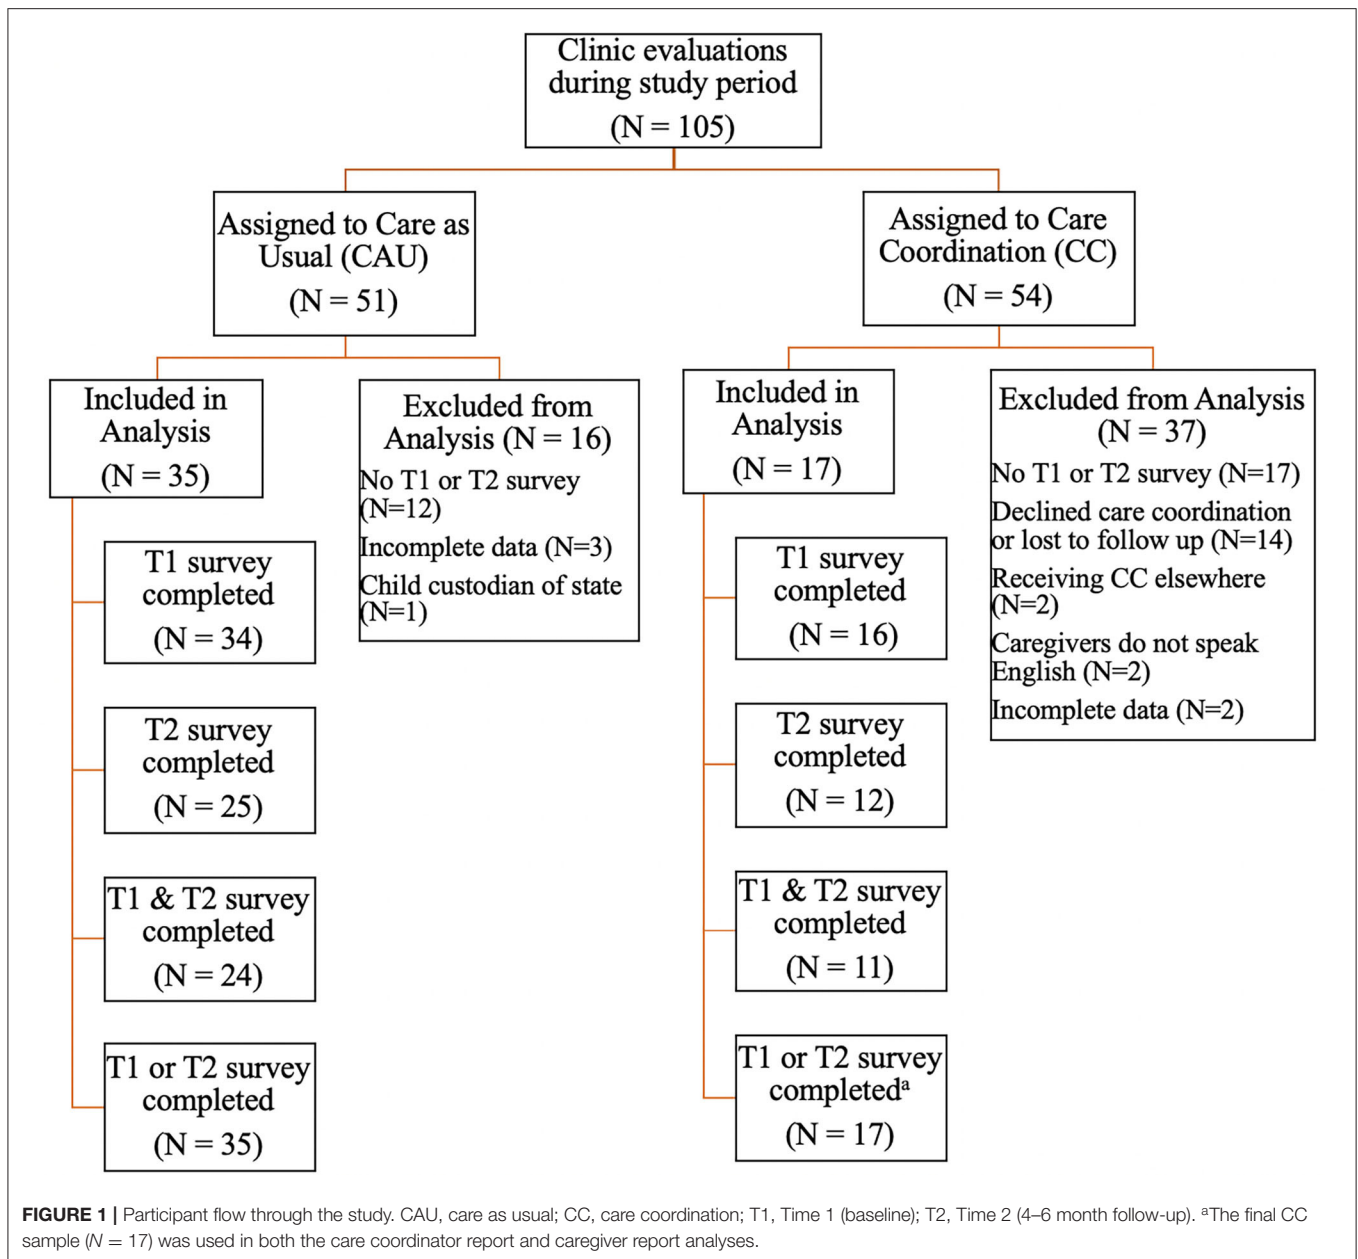 Clinic evaluations
during study period
(N = 105)
Assigned to Care as
Usual (CAU)
(N = 51)
Assigned to Care
Coordination (CC)
(N = 54)
Included in
Analysis
(N = 35)
Excluded from
Analysis (N = 16)
No T1 or T2 survey
(N=12)
Incomplete data (N=3)
Child custodian of state
(N=1)
Included in
Analysis
(N = 17)
Excluded from Analysis
(N = 37)
No T1 or T2 survey (N=17)
Declined care coordination
or lost to follow up (N=14)
Receiving CC elsewhere
(N=2)
Caregivers do not speak
English (N=2)
Incomplete data (N=2)
T1 survey
completed
(N = 34)
T2 survey
completed
(N = 25)
T1 & T2 survey
completed
(N = 24)
T1 or T2 survey
completed
(N = 35)
T1 survey
completed
(N = 16)
T2 survey
completed
(N = 12)
T1 & T2 survey
completed
(N = 11)
T1 or T2 survey
completedᵃ
(N = 17)
FIGURE 1 | Participant flow through the study. CAU, care as usual; CC, care coordination; T1, Time 1 (baseline); T2, Time 2 (4–6 month follow-up). ᵃThe final CC
sample (N = 17) was used in both the care coordinator report and caregiver report analyses.